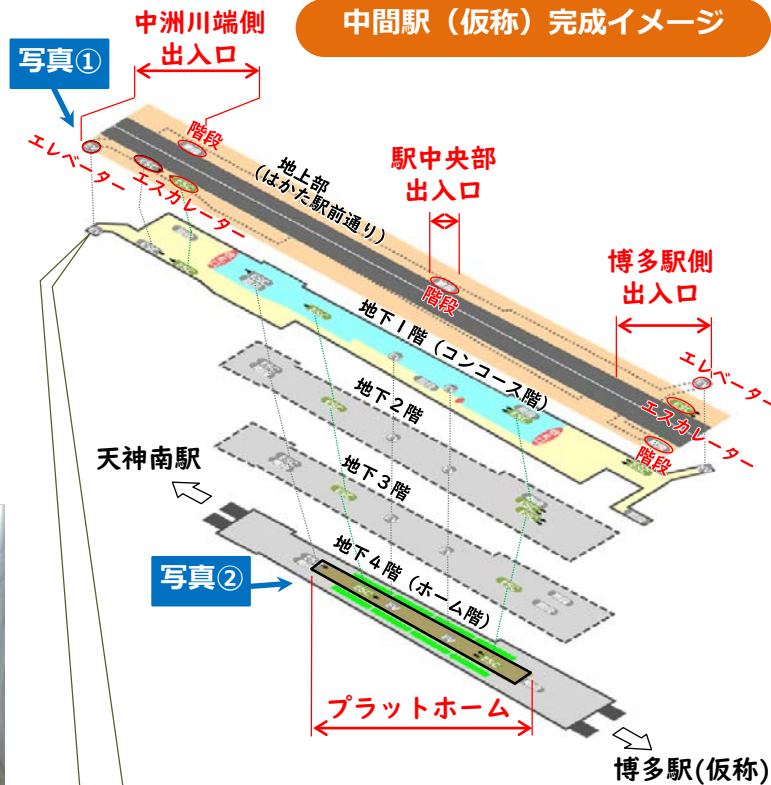 中間駅（仮称）完成イメージ
中洲川端側
出入口
写真①
階段
エレベーター
エスカレーター
地上部
（はかた駅前通り）
駅中央部
出入口
階段
博多駅側
出入口
エレベーター
エスカレーター
階段
地下1階（コンコース階）
地下２階
地下３階
天神南駅
地下４階（ホーム階）
写真②
ESC
EV
EV
ESC
プラットホーム
博多駅(仮称)